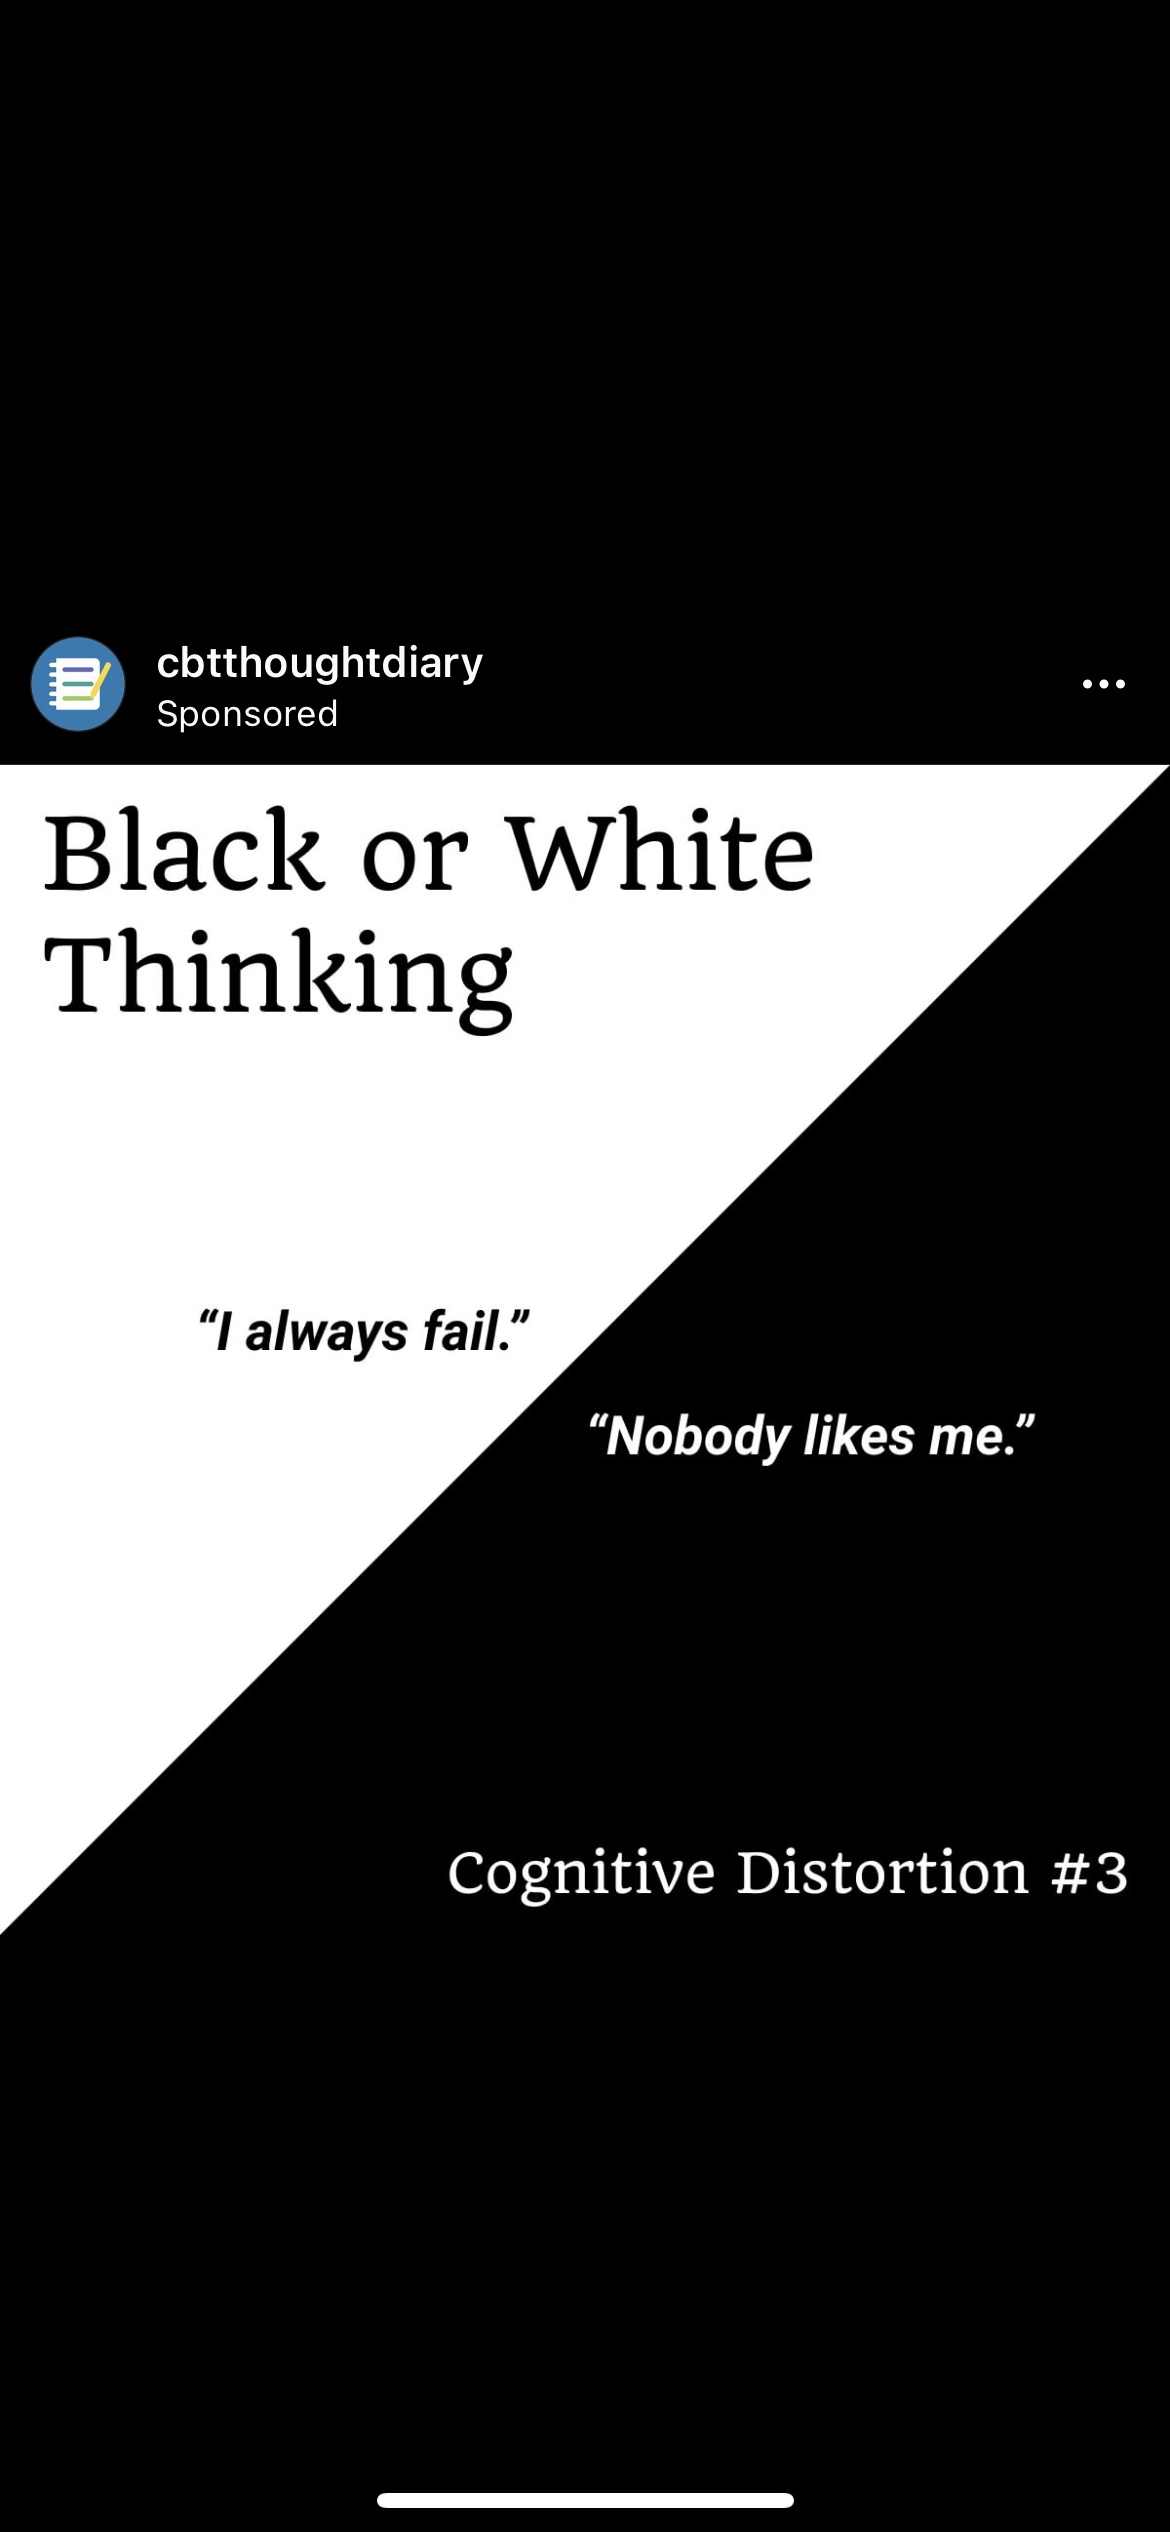 cbtthoughtdiary
Sponsored
Black or White
Thinking
“I always fail.”
“Nobody likes me.”
Cognitive Distortion #3